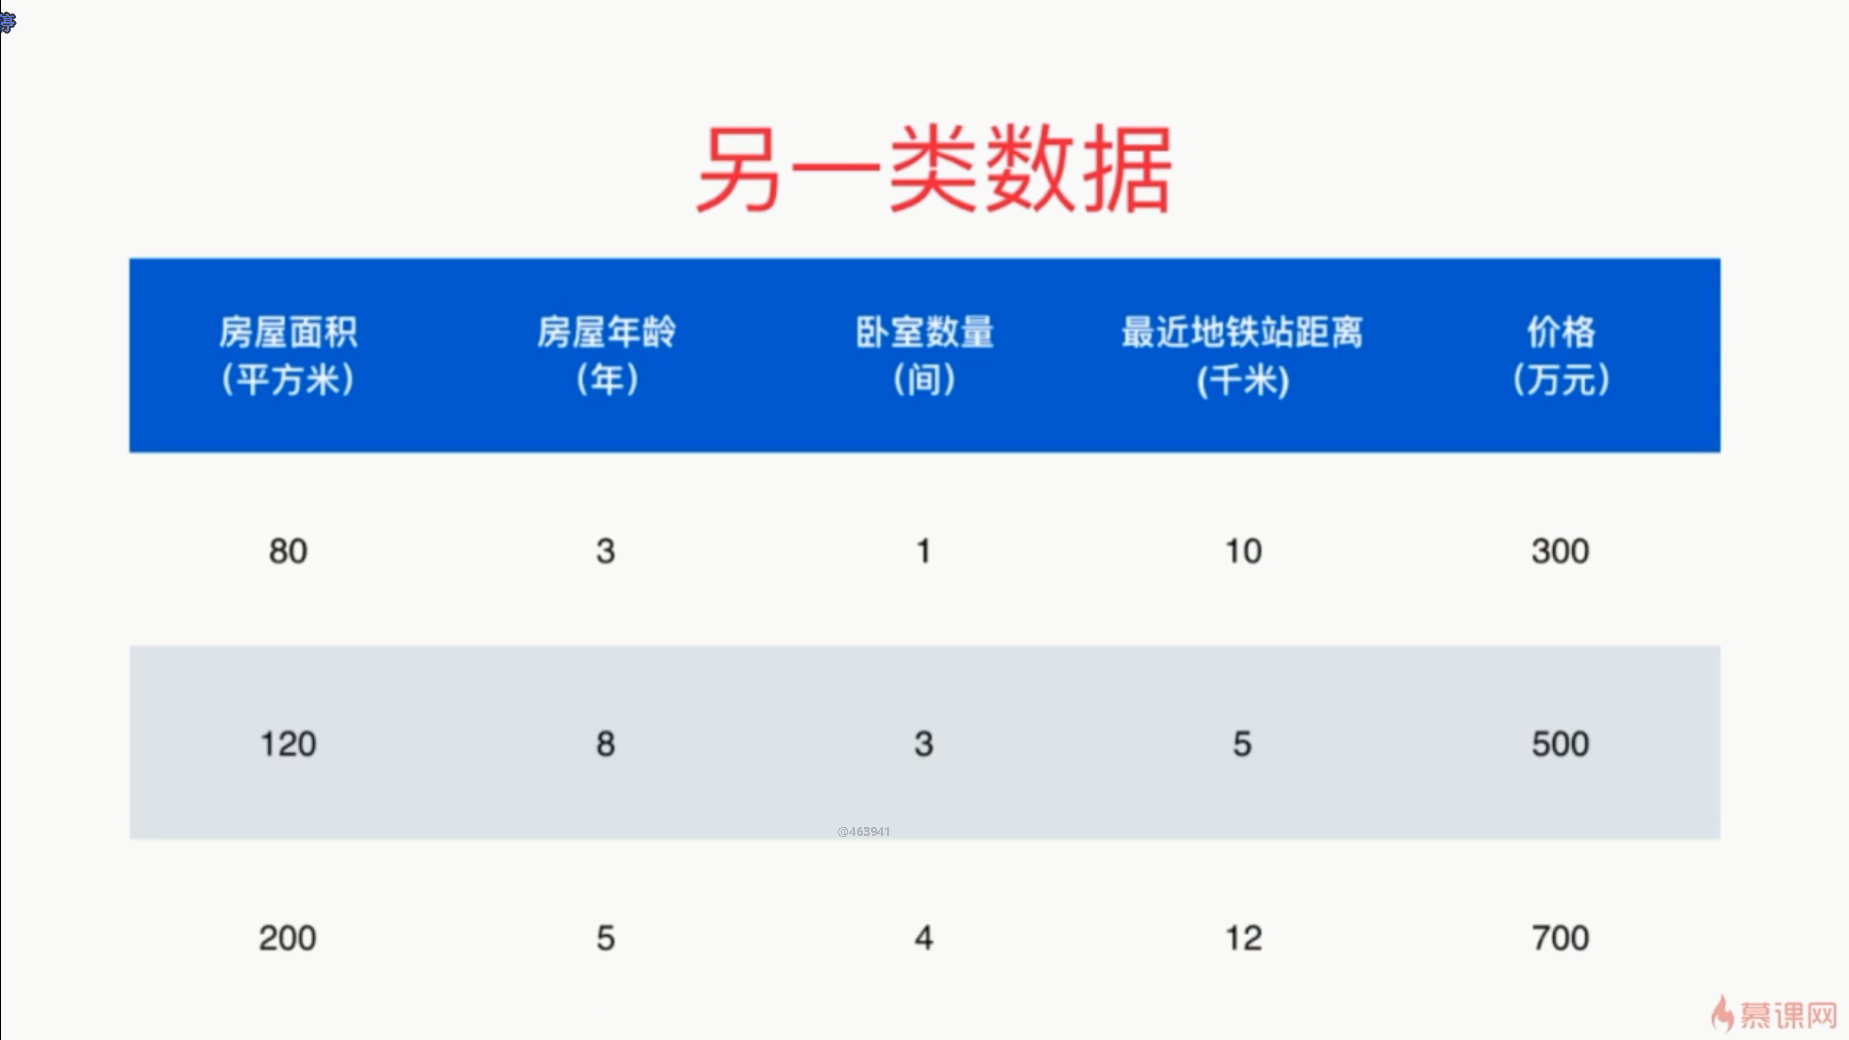 停
另一类数据
房屋面积 房屋年龄 卧室数量 最近地铁站距离 价格
（平方米） （年） （间） (千米) （万元）
80 3 1 10 300
120 8 3 5 500
@463941
200 5 4 12 700
慕课网